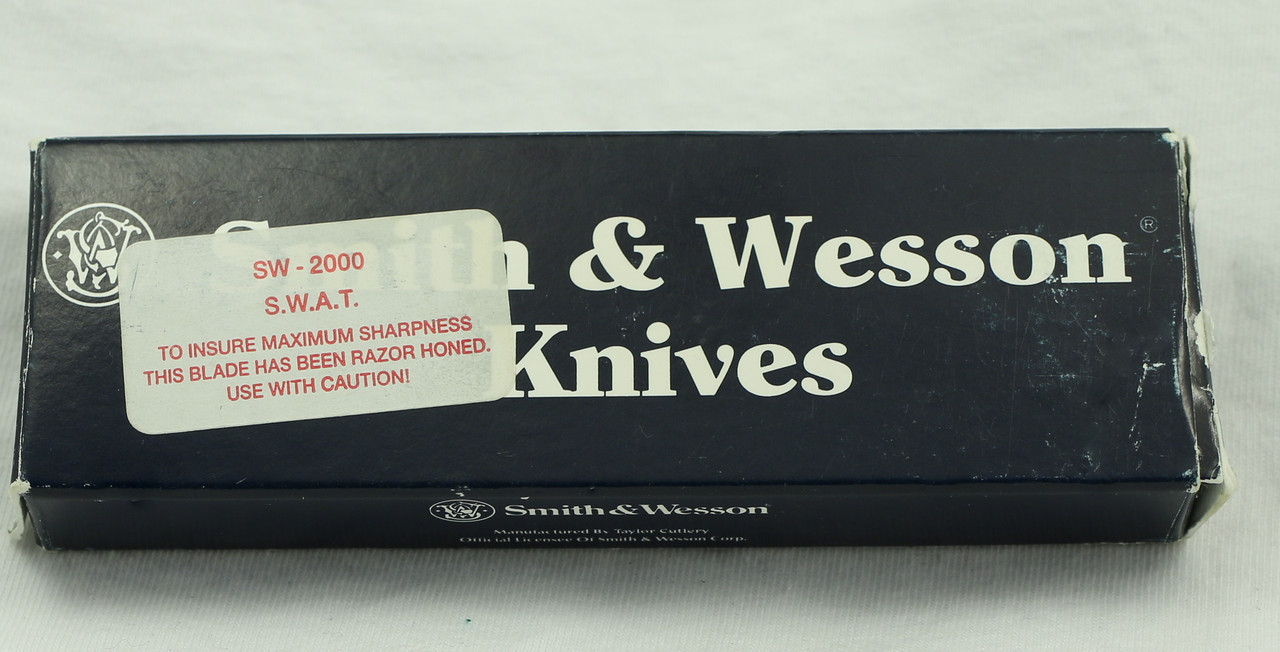 Smith & Wesson®
Knives
SW - 2000
S.W.A.T.
TO INSURE MAXIMUM SHARPNESS
THIS BLADE HAS BEEN RAZOR HONED.
USE WITH CAUTION!
Smith & Wesson
Manufactured By Taylor Cutlery
Official Licensee Of Smith & Wesson Corp.